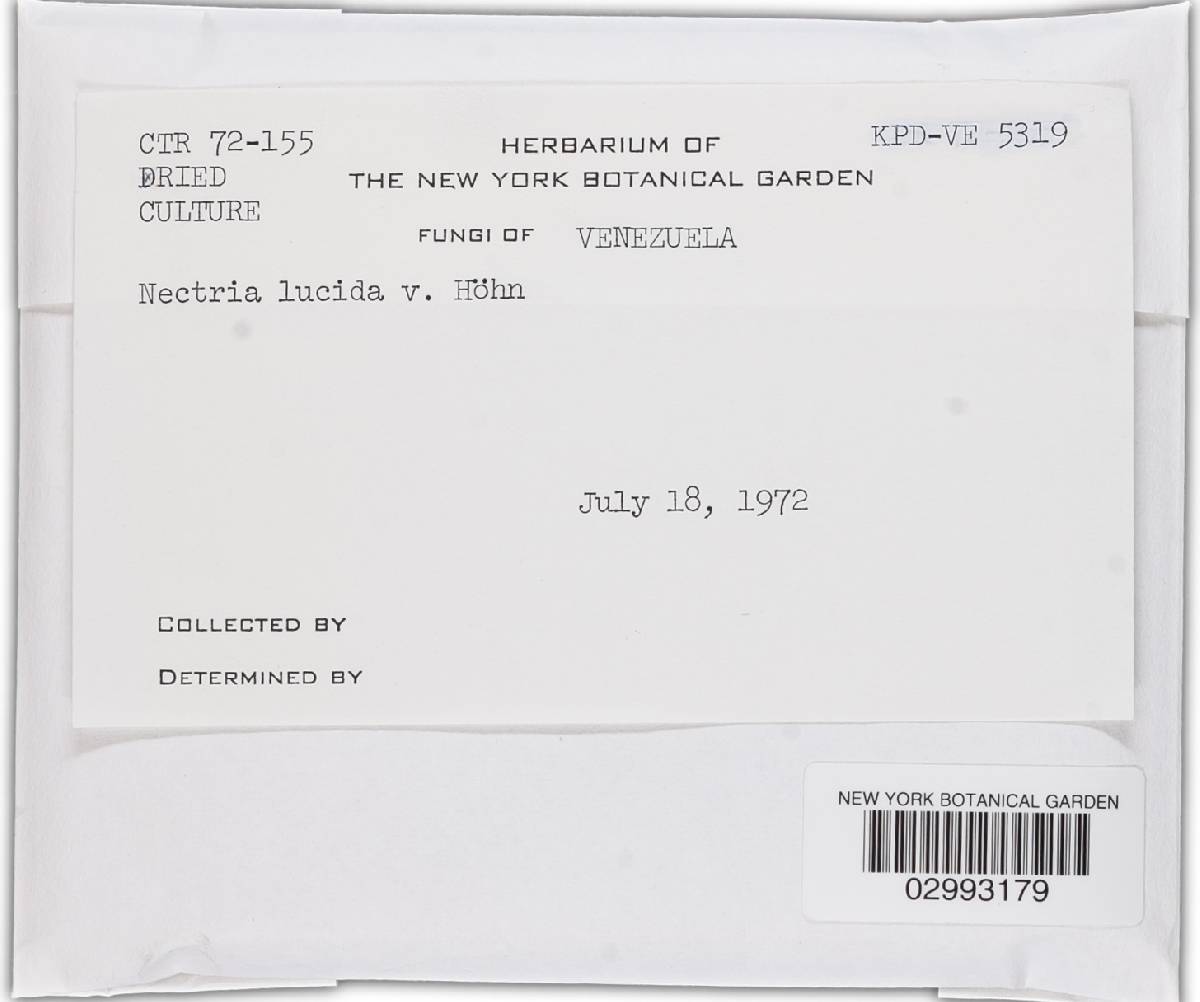 CTR 72-155
DRIED
CULTURE
HERBARIUM OF
THE NEW YORK BOTANICAL GARDEN
KPD-VE 5319
FUNGI OF VENEZUELA
Nectria lucida v. Höhn
July 18, 1972
COLLECTED BY
DETERMINED BY
NEW YORK BOTANICAL GARDEN
02993179